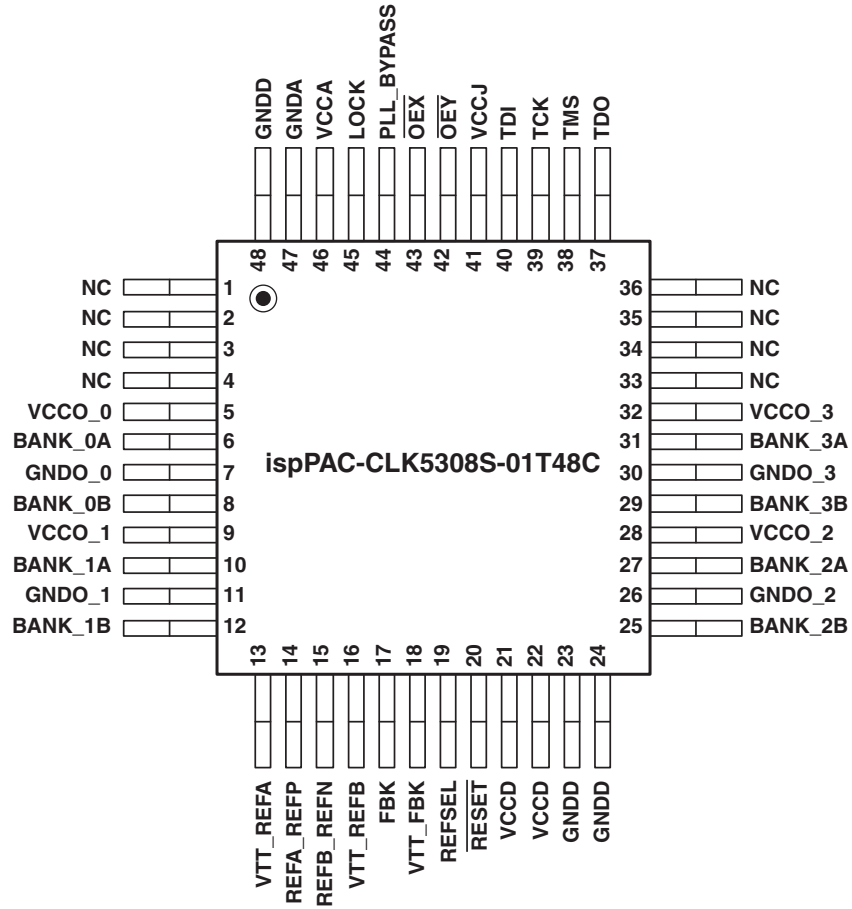 GNDD
GNDA
VCCA
LOCK
PLL_BYPASS
OEX
OEY
VCCJ
TDI
TCK
TMS
TDO
48
47
46
45
44
43
42
41
40
39
38
37
NC 1
NC 2
NC 3
NC 4
VCCO_0 5
BANK_0A 6
GNDO_0 7
BANK_0B 8
VCCO_1 9
BANK_1A 10
GNDO_1 11
BANK_1B 12
ispPAC-CLK5308S-01T48C
36 NC
35 NC
34 NC
33 NC
32 VCCO_3
31 BANK_3A
30 GNDO_3
29 BANK_3B
28 VCCO_2
27 BANK_2A
26 GNDO_2
25 BANK_2B
13
14
15
16
17
18
19
20
21
22
23
24
VTT_REFA
REFA_REFP
REFB_REFN
VTT_REFB
FBK
VTT_FBK
REFSEL
RESET
VCCD
VCCD
GNDD
GNDD